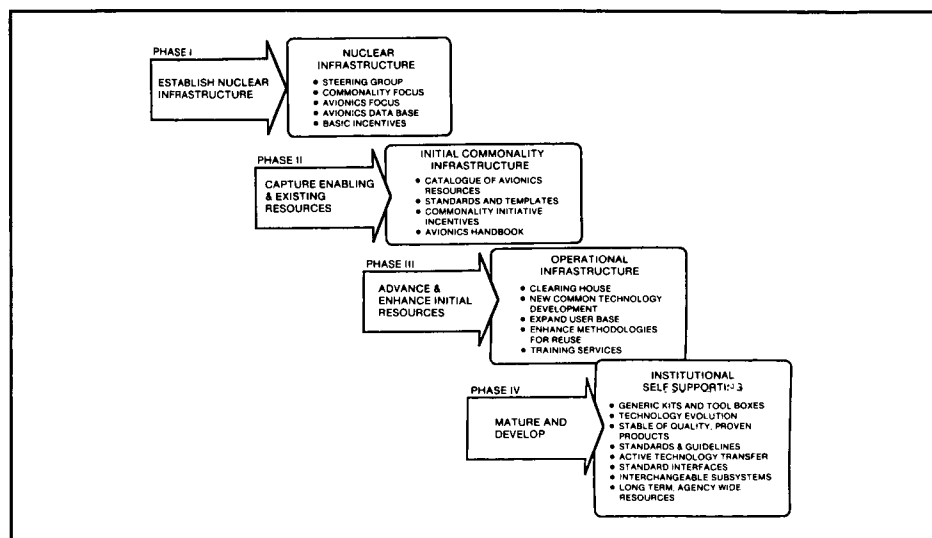 PHASE I
ESTABLISH NUCLEAR
INFRASTRUCTURE
NUCLEAR
INFRASTRUCTURE
• STEERING GROUP
• COMMONALITY FOCUS
• AVIONICS FOCUS
• AVIONICS DATA BASE
• BASIC INCENTIVES
PHASE II
CAPTURE ENABLING
& EXISTING
RESOURCES
INITIAL COMMONALITY
INFRASTRUCTURE
• CATALOGUE OF AVIONICS
RESOURCES
• STANDARDS AND TEMPLATES
• COMMONALITY INITIATIVE
INCENTIVES
• AVIONICS HANDBOOK
PHASE III
ADVANCE &
ENHANCE INITIAL
RESOURCES
OPERATIONAL
INFRASTRUCTURE
• CLEARING HOUSE
• NEW COMMON TECHNOLOGY
DEVELOPMENT
• EXPAND USER BASE
• ENHANCE METHODOLOGIES
FOR REUSE
• TRAINING SERVICES
PHASE IV
MATURE AND
DEVELOP
INSTITUTIONAL
SELF SUPPORTING
• GENERIC KITS AND TOOL BOXES
• TECHNOLOGY EVOLUTION
• STABLE OF QUALITY, PROVEN
PRODUCTS
• STANDARDS & GUIDELINES
• ACTIVE TECHNOLOGY TRANSFER
• STANDARD INTERFACES
• INTERCHANGEABLE SUBSYSTEMS
• LONG TERM, AGENCY WIDE
RESOURCES